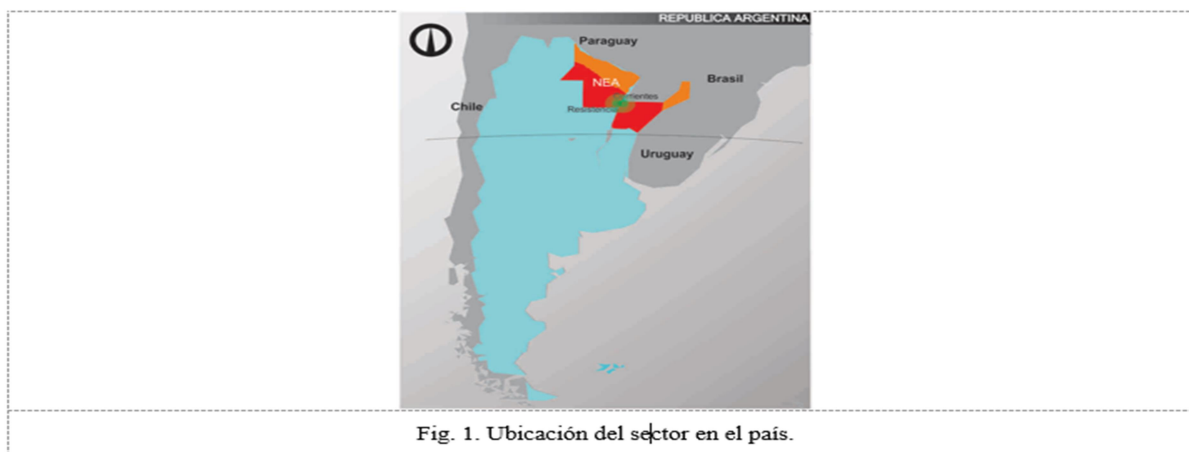 REPUBLICA ARGENTINA
Paraguay
NEA
Brasil
Chile
Uruguay
Fig. 1. Ubicación del sector en el país.